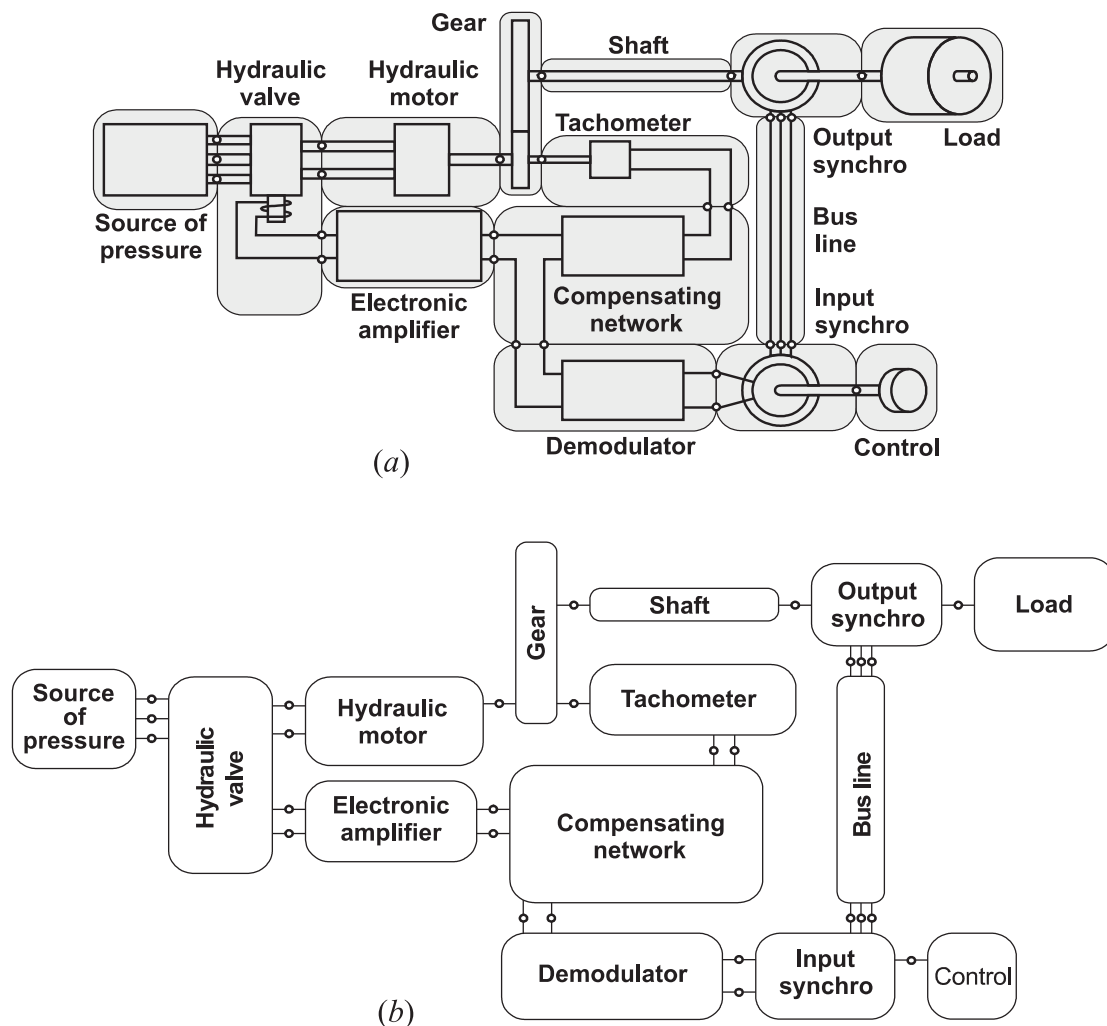 Gear
Shaft
Hydraulic
valve
Hydraulic
motor
Tachometer
Output
synchro
Load
Source of
pressure
Bus
line
Electronic
amplifier
Compensating
network
Input
synchro
Demodulator
Control
(a)
Gear
Shaft
Output
synchro
Load
Source
of
pressure
Hydraulic
valve
Hydraulic
motor
Tachometer
Electronic
amplifier
Compensating
network
Bus line
Demodulator
Input
synchro
Control
(b)